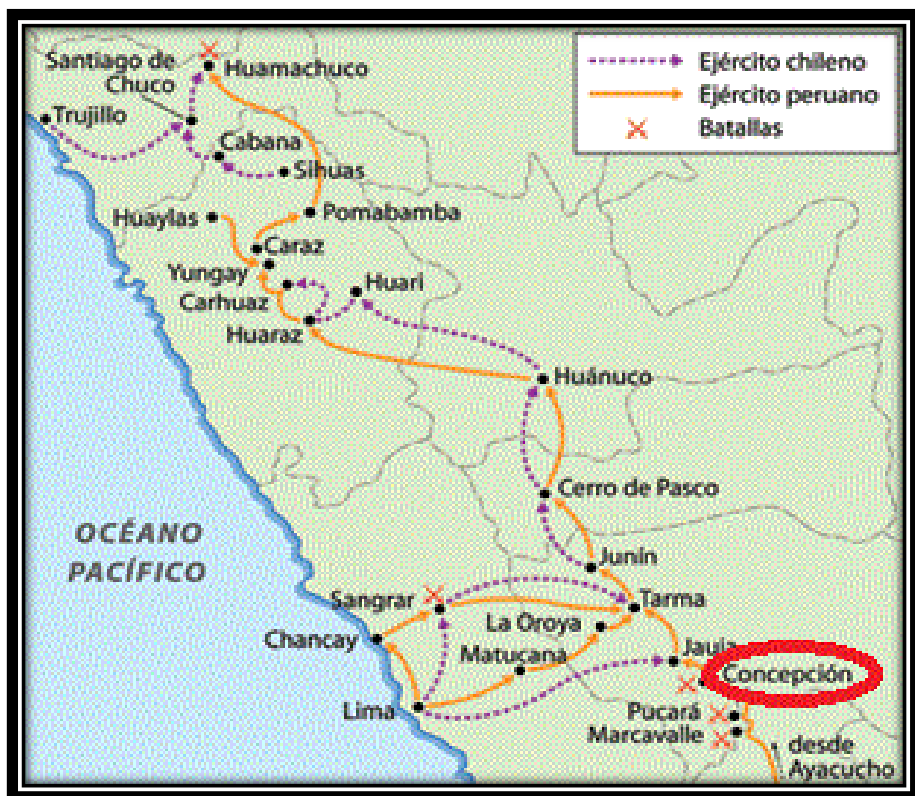 Santiago de
Chuco
Huamachuco
Ejército chileno
Ejército peruano
Batallas
Trujillo
Cabana
Sihuas
Huaylas
Pomabamba
Caraz
Yungay
Huari
Carhuaz
Huaraz
Huánuco
Cerro de Pasco
OCÉANO
PACÍFICO
Junín
Sangrar
Tarma
La Oroya
Chancay
Jauja
Matucana
Concepción
Lima
Pucará
Marcavalle
desde
Ayacucho